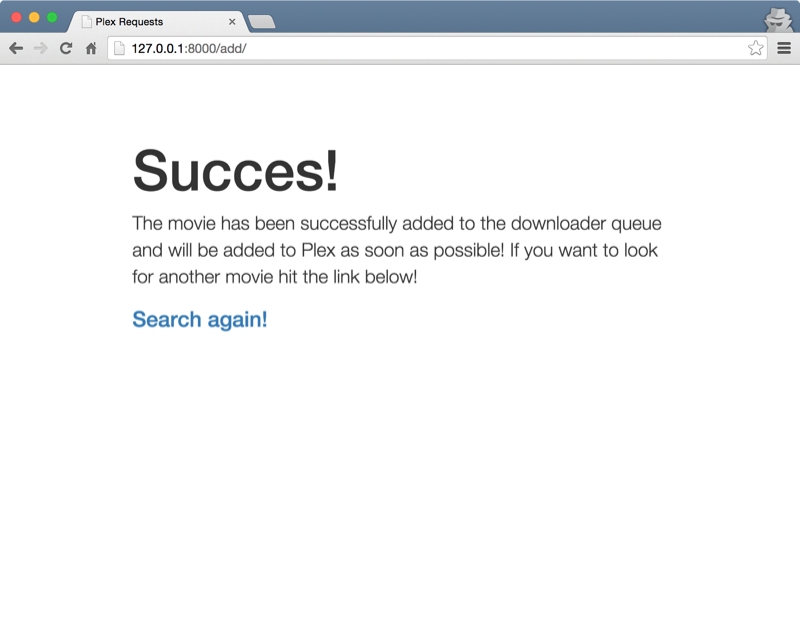 Plex Requests
127.0.0.1:8000/add/
Succes!
The movie has been successfully added to the downloader queue
and will be added to Plex as soon as possible! If you want to look
for another movie hit the link below!
Search again!